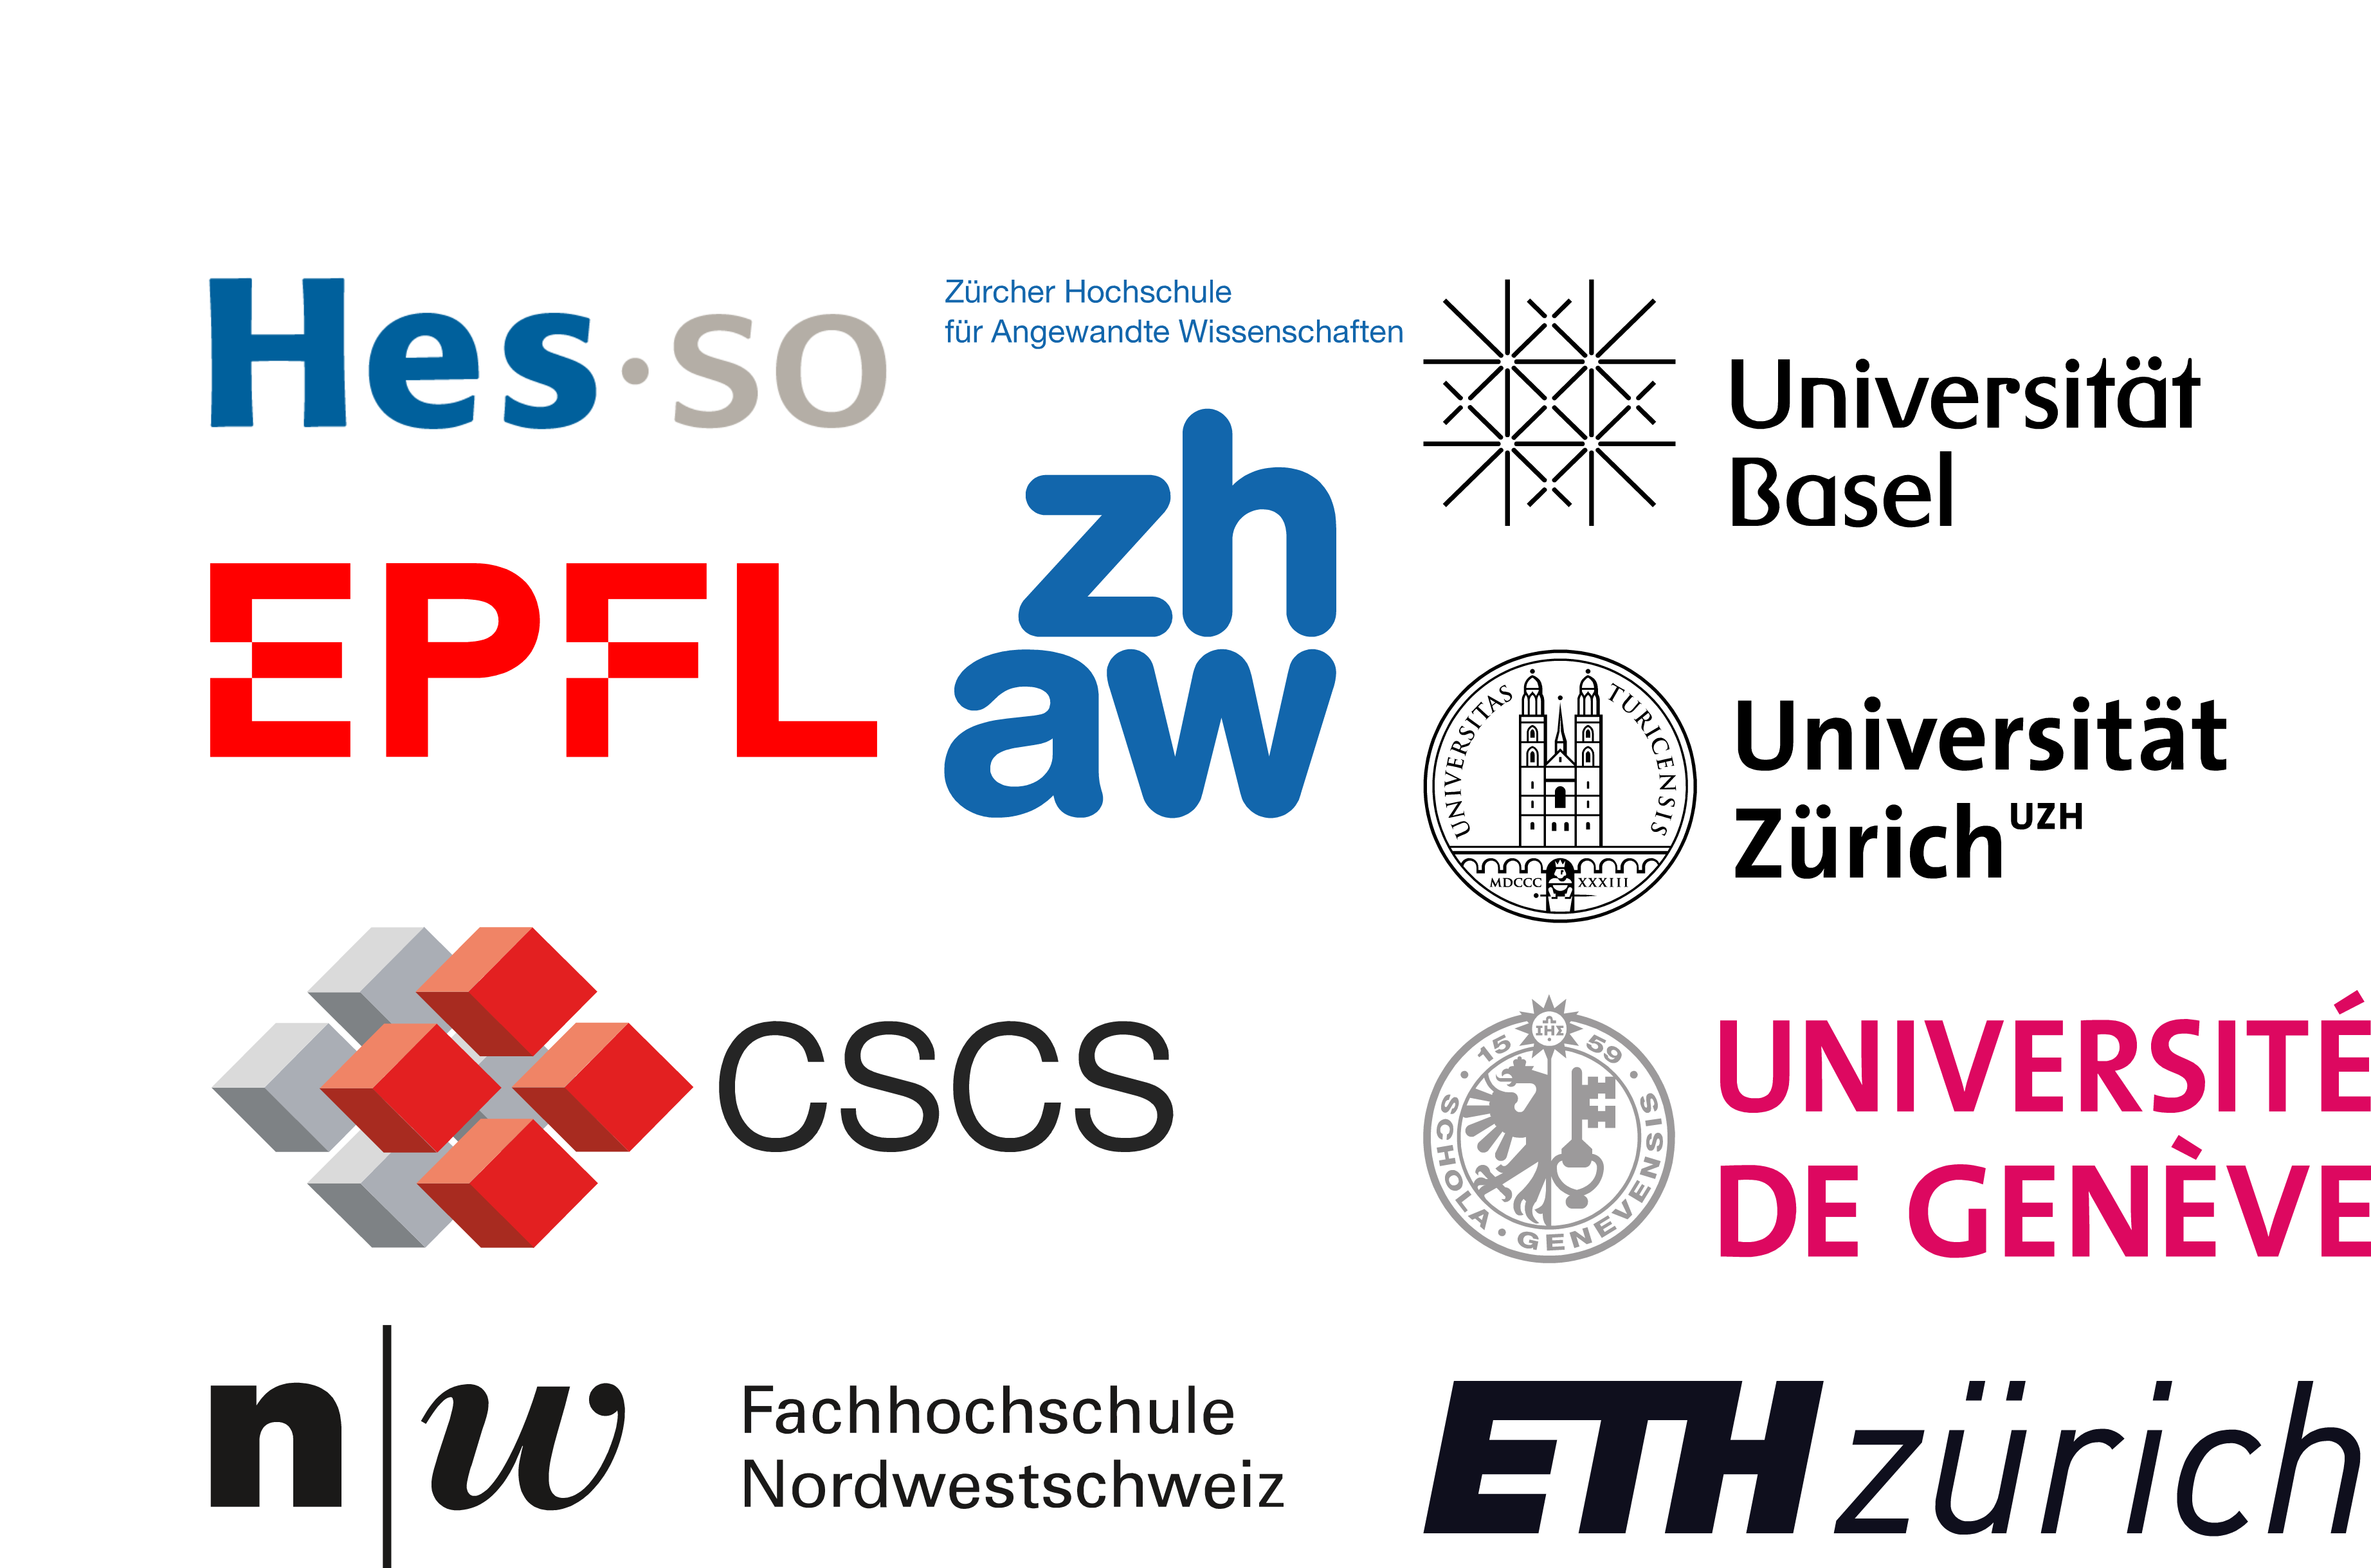 Hes·so
Zürcher Hochschule
für Angewandte Wissenschaften
zh
aw
Universität
Basel
EPFL
UNIVERSITAS TURICENSIS
MDCCC XXXIII
Universität
Zürich UZH
CSCS
15 59
IHS
SCHOLA · GENEVENSIS
UNIVERSITÉ
DE GENÈVE
n|w
Fachhochschule
Nordwestschweiz
ETH zürich